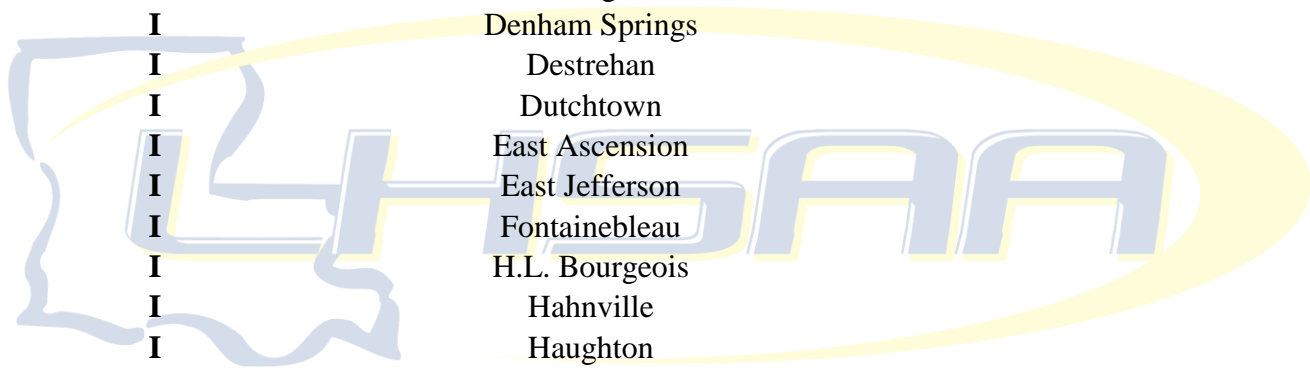 I Denham Springs
I Destrehan
I Dutchtown
I East Ascension
I East Jefferson
I Fontainebleau
I H.L. Bourgeois
I Hahnville
I Haughton
LHSAA